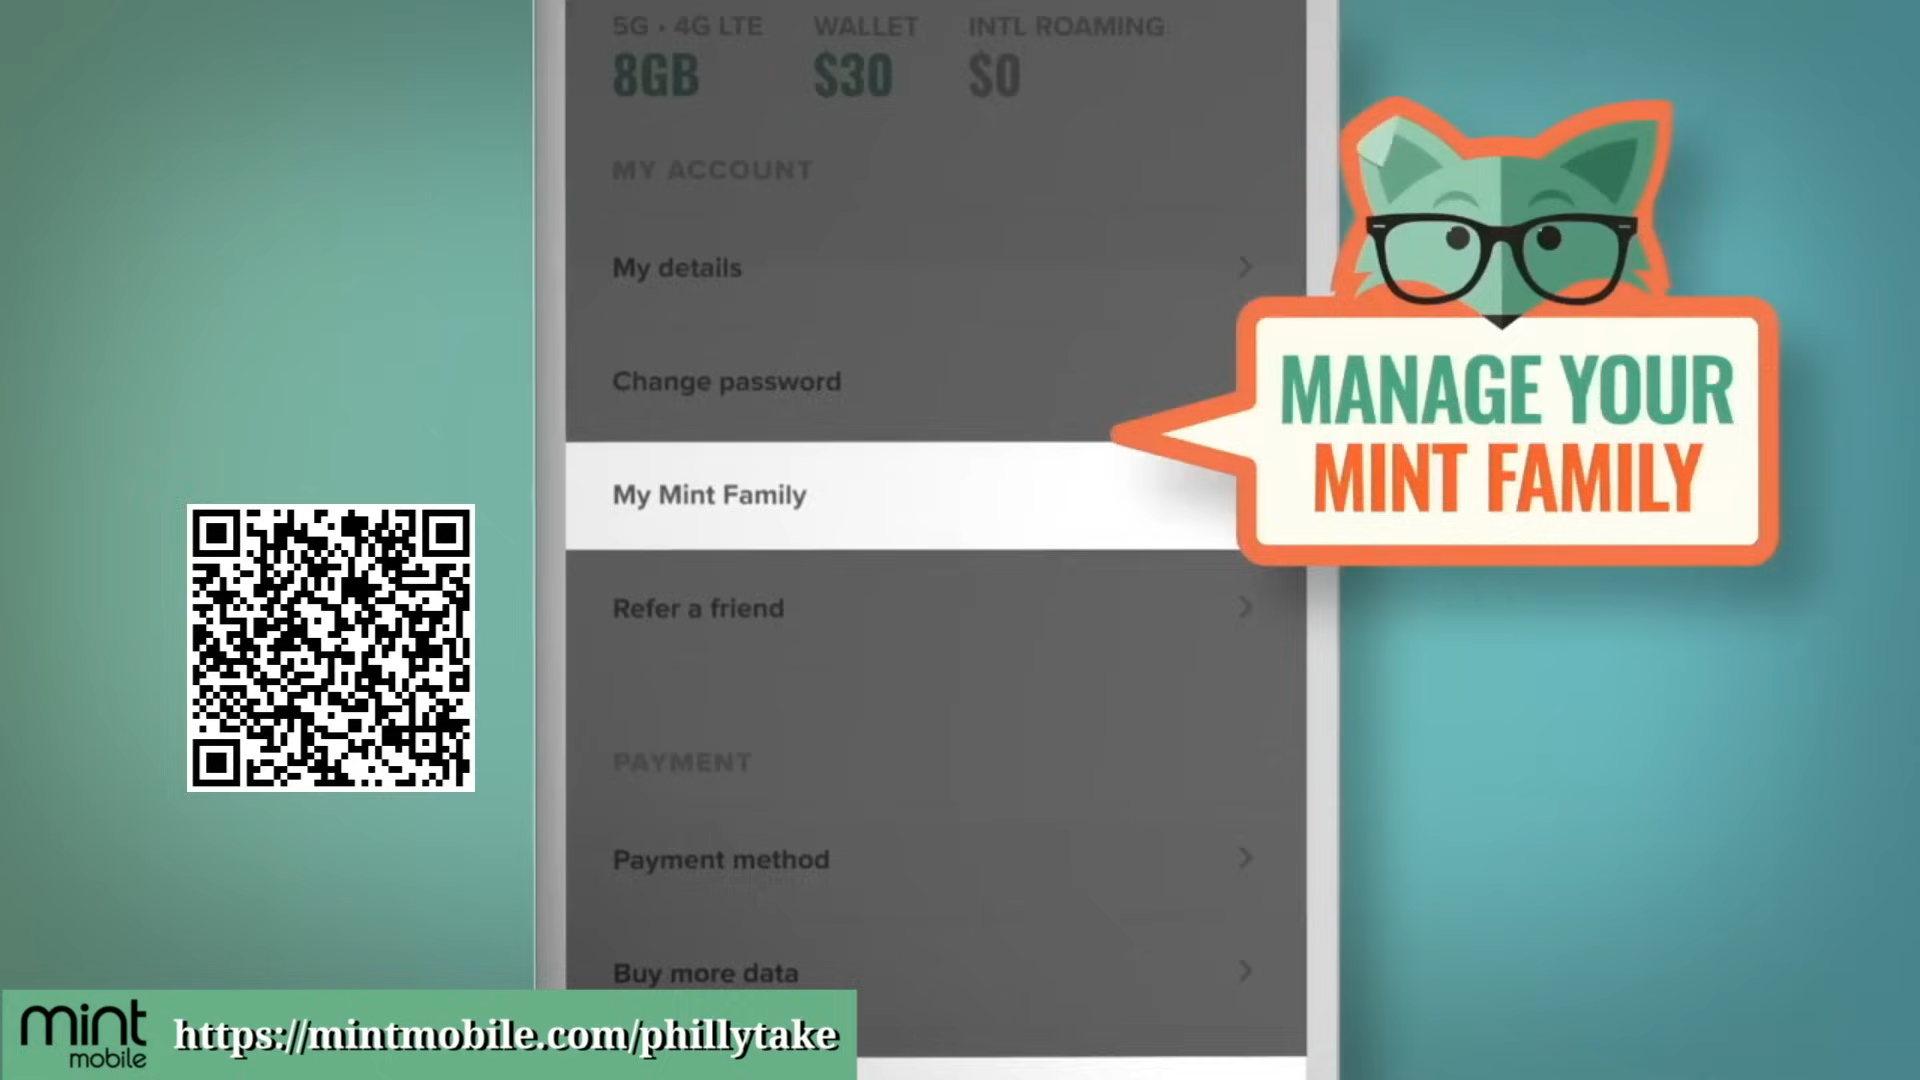 5G • 4G LTE WALLET INTL ROAMING
8GB $30 $0
MY ACCOUNT
My details
Change password
My Mint Family
Refer a friend
PAYMENT
Payment method
Buy more data
MANAGE YOUR
MINT FAMILY
mint
mobile
https://mintmobile.com/phillytake